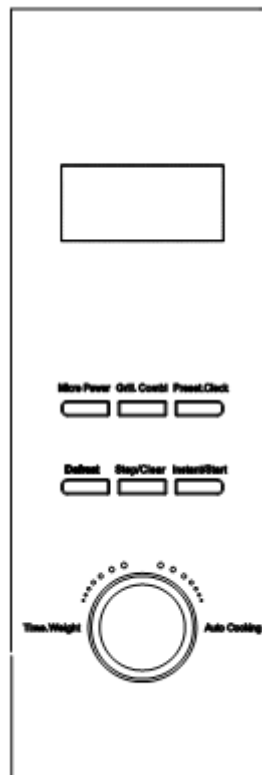 Micro Power Grill. Combi Preset.Clock
Defrost Stop/Clear Instant/Start
Time.Weight Auto Cooking